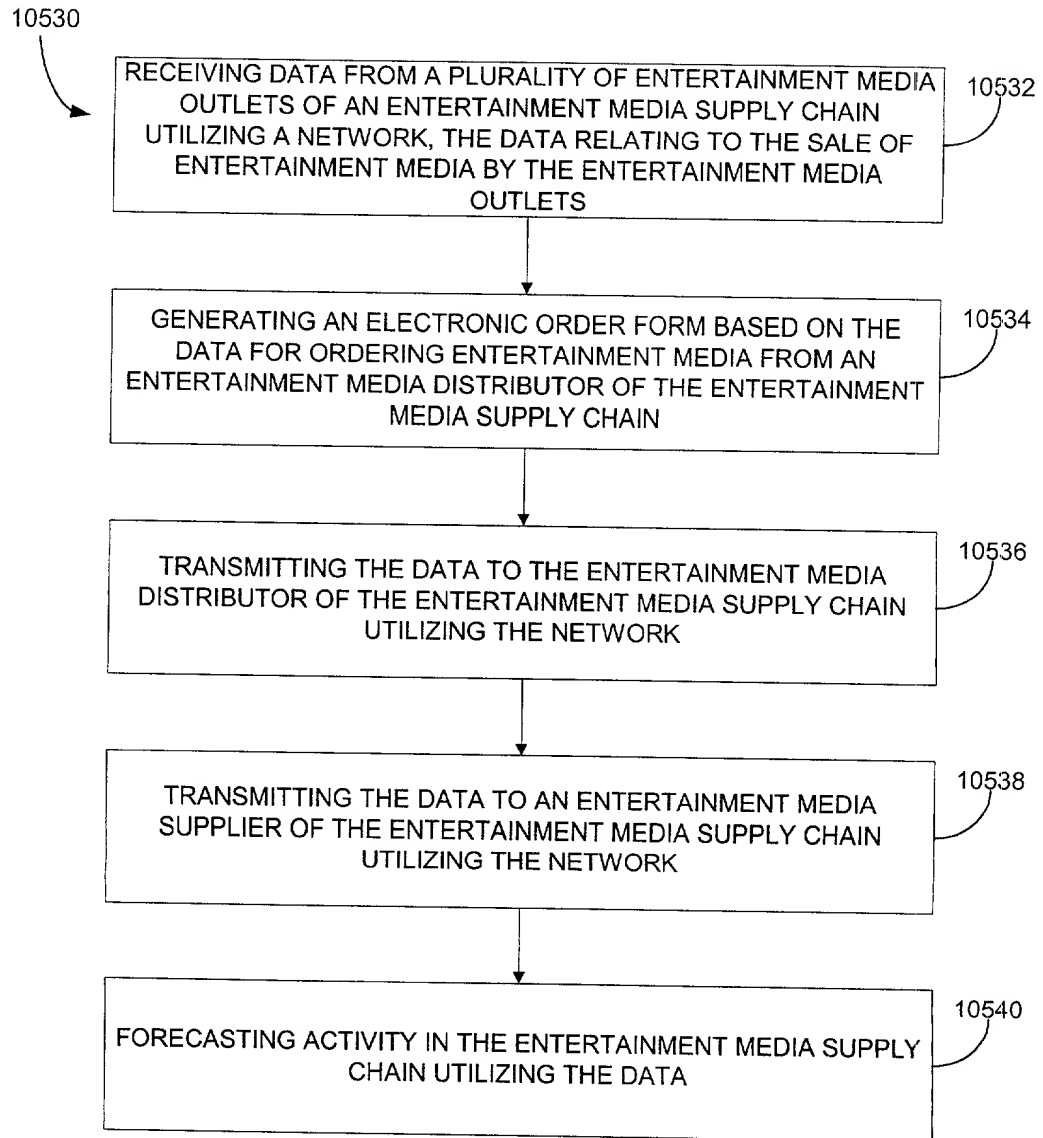 10530
RECEIVING DATA FROM A PLURALITY OF ENTERTAINMENT MEDIA
OUTLETS OF AN ENTERTAINMENT MEDIA SUPPLY CHAIN
UTILIZING A NETWORK, THE DATA RELATING TO THE SALE OF
ENTERTAINMENT MEDIA BY THE ENTERTAINMENT MEDIA
OUTLETS
10532
GENERATING AN ELECTRONIC ORDER FORM BASED ON THE
DATA FOR ORDERING ENTERTAINMENT MEDIA FROM AN
ENTERTAINMENT MEDIA DISTRIBUTOR OF THE ENTERTAINMENT
MEDIA SUPPLY CHAIN
10534
TRANSMITTING THE DATA TO THE ENTERTAINMENT MEDIA
DISTRIBUTOR OF THE ENTERTAINMENT MEDIA SUPPLY CHAIN
UTILIZING THE NETWORK
10536
TRANSMITTING THE DATA TO AN ENTERTAINMENT MEDIA
SUPPLIER OF THE ENTERTAINMENT MEDIA SUPPLY CHAIN
UTILIZING THE NETWORK
10538
FORECASTING ACTIVITY IN THE ENTERTAINMENT MEDIA SUPPLY
CHAIN UTILIZING THE DATA
10540